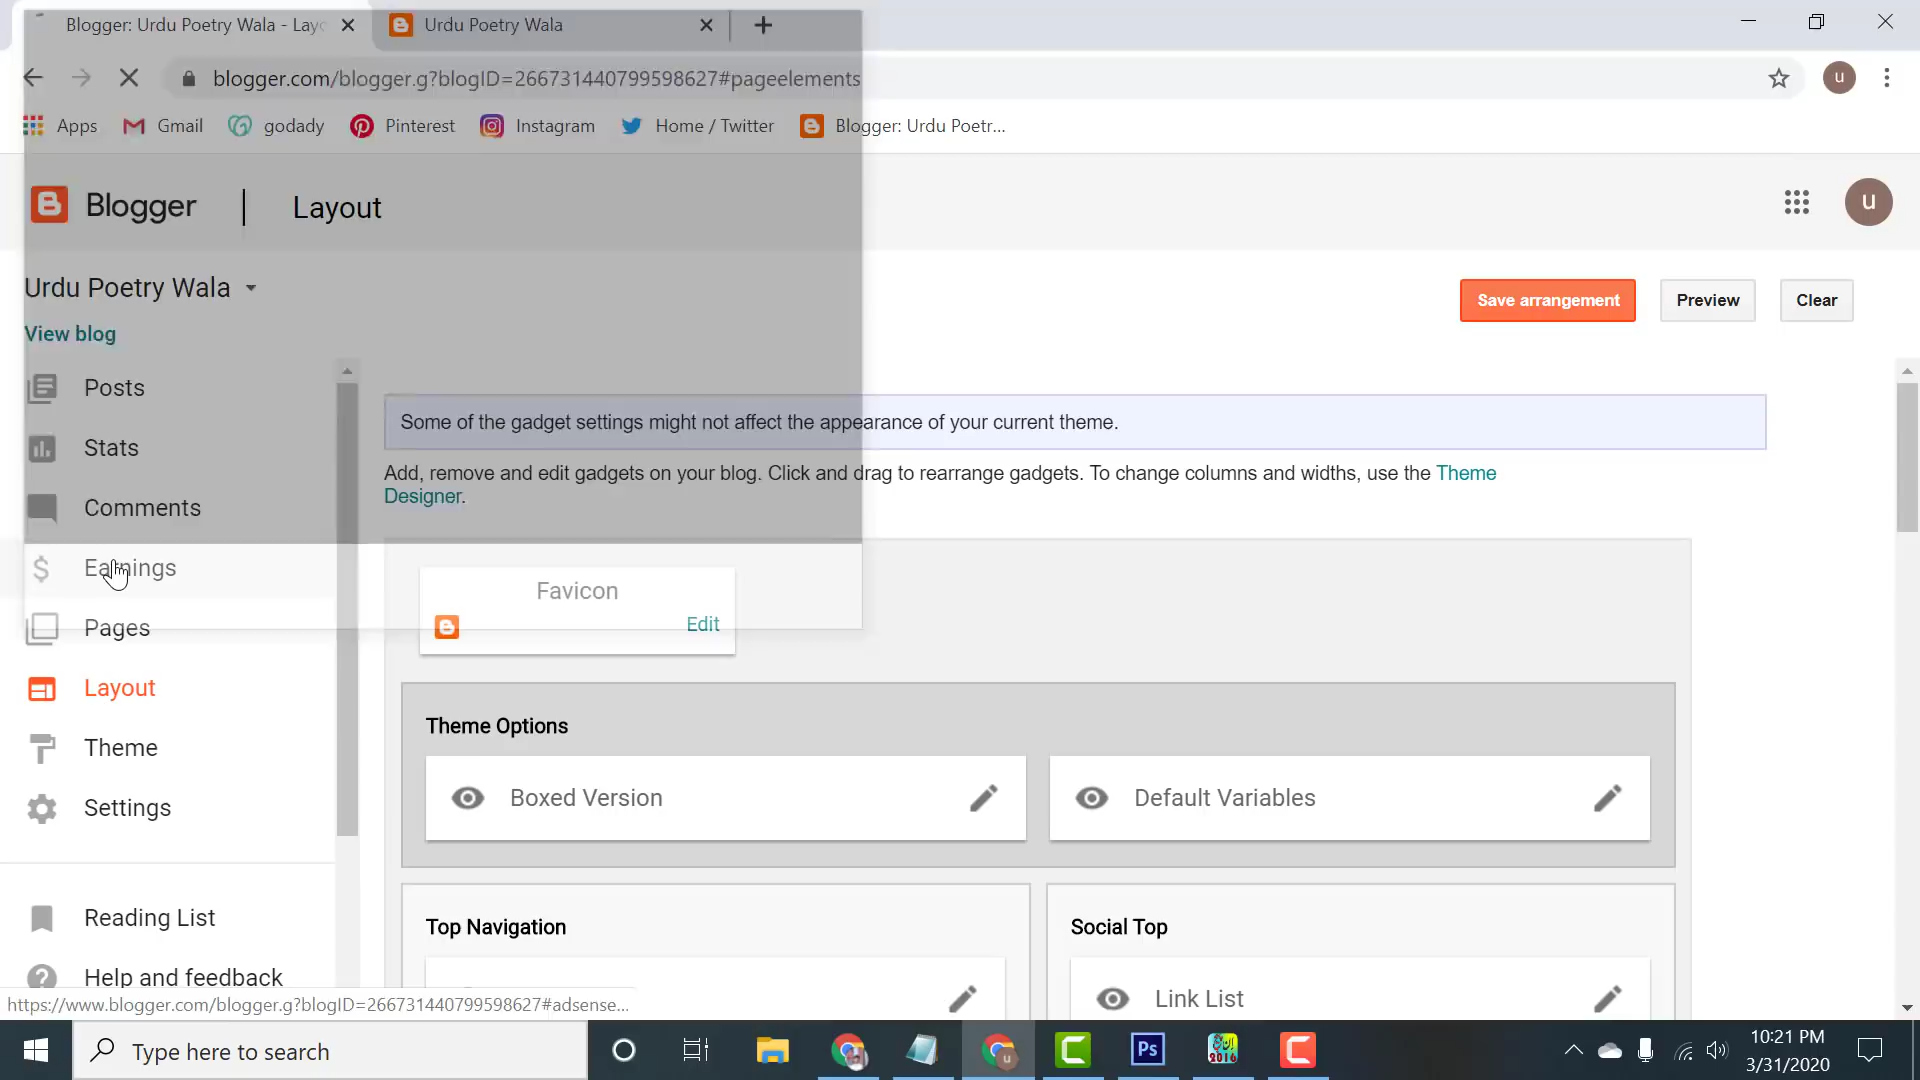 Blogger: Urdu Poetry Wala - Layo
Urdu Poetry Wala
blogger.com/blogger.g?blogID=266731440799598627#pageelements
u
Apps
Gmail
godady
Pinterest
Instagram
Home / Twitter
Blogger: Urdu Poetr...
Blogger
Layout
u
Urdu Poetry Wala
View blog
Save arrangement
Preview
Clear
Posts
Stats
Comments
Earnings
Pages
Layout
Theme
Settings
Reading List
Help and feedback
Some of the gadget settings might not affect the appearance of your current theme.
Add, remove and edit gadgets on your blog. Click and drag to rearrange gadgets. To change columns and widths, use the Theme
Designer.
Favicon
Edit
Theme Options
Boxed Version
Default Variables
Top Navigation
Social Top
Link List
https://www.blogger.com/blogger.g?blogID=266731440799598627#adsense...
Type here to search
Ps
2016
10:21 PM
3/31/2020